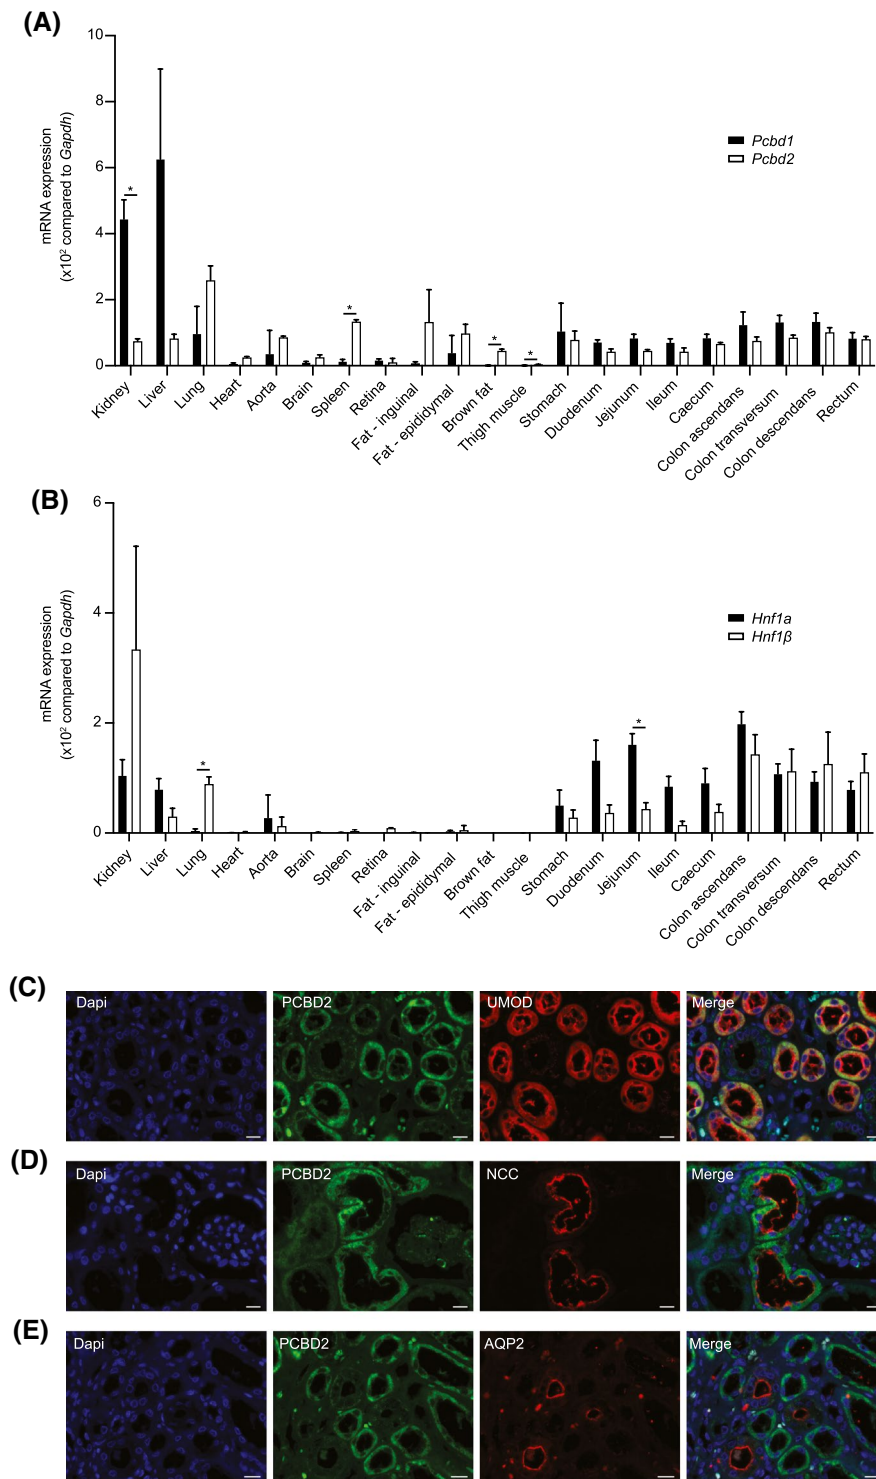 (A)
10
8
6
4
2
0
mRNA expression
(x10² compared to Gapdh)
Pcbd1
Pcbd2
*
*
*
*
Kidney
Liver
Lung
Heart
Aorta
Brain
Spleen
Retina
Fat - inguinal
Fat - epididymal
Brown fat
Thigh muscle
Stomach
Duodenum
Jejunum
Ileum
Caecum
Colon ascendans
Colon transversum
Colon descendans
Rectum
(B)
6
4
2
0
mRNA expression
(x10² compared to Gapdh)
Hnf1a
Hnf1β
*
*
Kidney
Liver
Lung
Heart
Aorta
Brain
Spleen
Retina
Fat - inguinal
Fat - epididymal
Brown fat
Thigh muscle
Stomach
Duodenum
Jejunum
Ileum
Caecum
Colon ascendans
Colon transversum
Colon descendans
Rectum
(C)
Dapi PCBD2 UMOD Merge
(D)
Dapi PCBD2 NCC Merge
(E)
Dapi PCBD2 AQP2 Merge